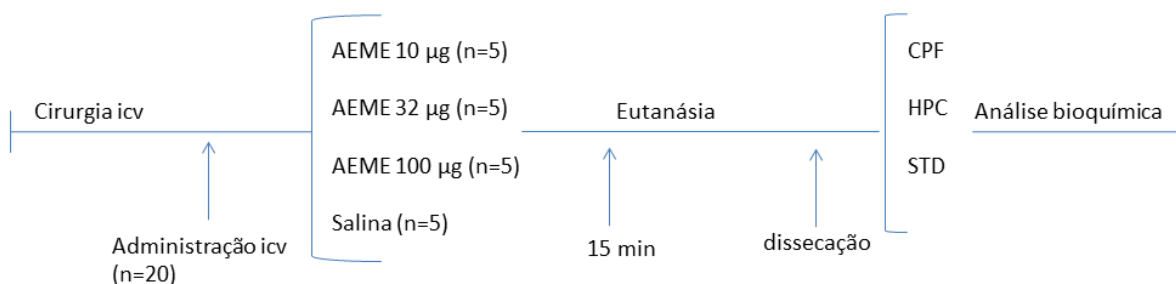 Cirurgia icv
Administração icv
(n=20)
AEME 10 µg (n=5)
AEME 32 µg (n=5)
AEME 100 µg (n=5)
Salina (n=5)
Eutanásia
15 min
dissecação
CPF
HPC
STD
Análise bioquímica